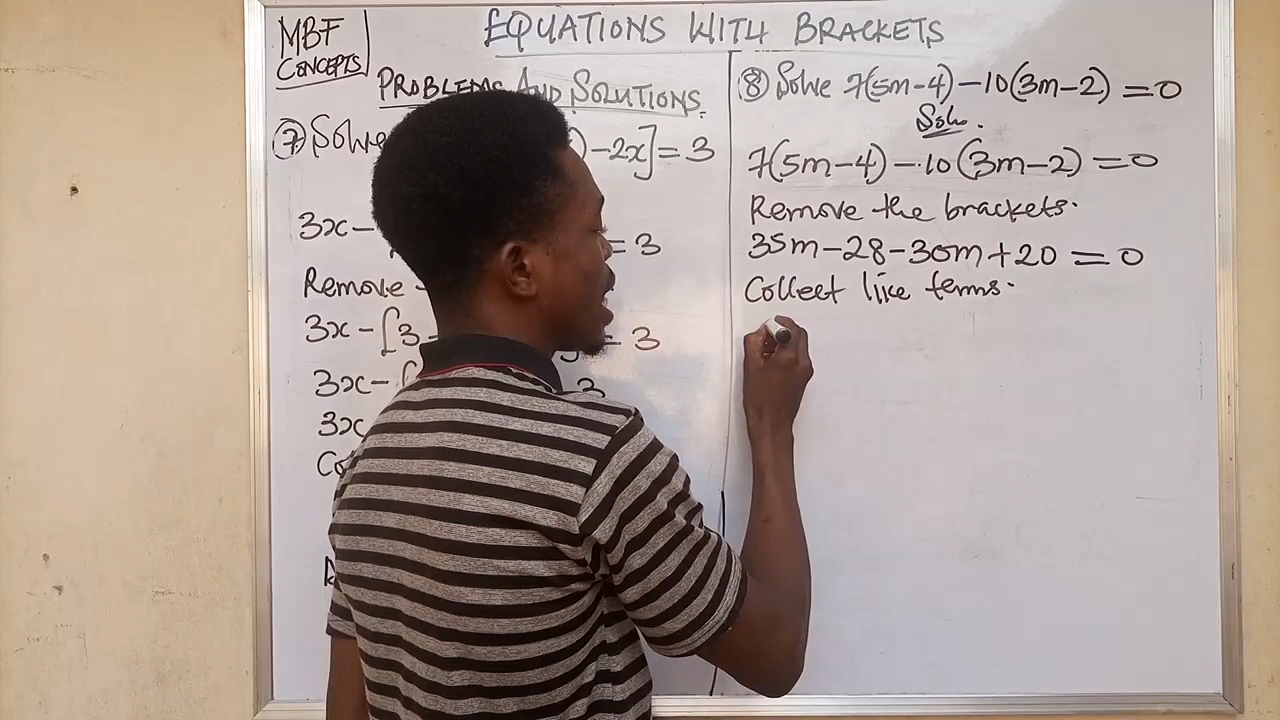 MBF
CONCEPTS
EQUATIONS WITH BRACKETS
PROBLEMS AND SOLUTIONS.
⑦ Solve ) -2x] = 3
3x- = 3
Remove
3x - [3 = 3
3x- 3
3x
⑧ Solve 7(5m-4) -10(3m-2) = 0
Soln.
7(5m-4) -10(3m-2) = 0
Remove the brackets.
35m-28-30m+20 = 0
Collect like terms.